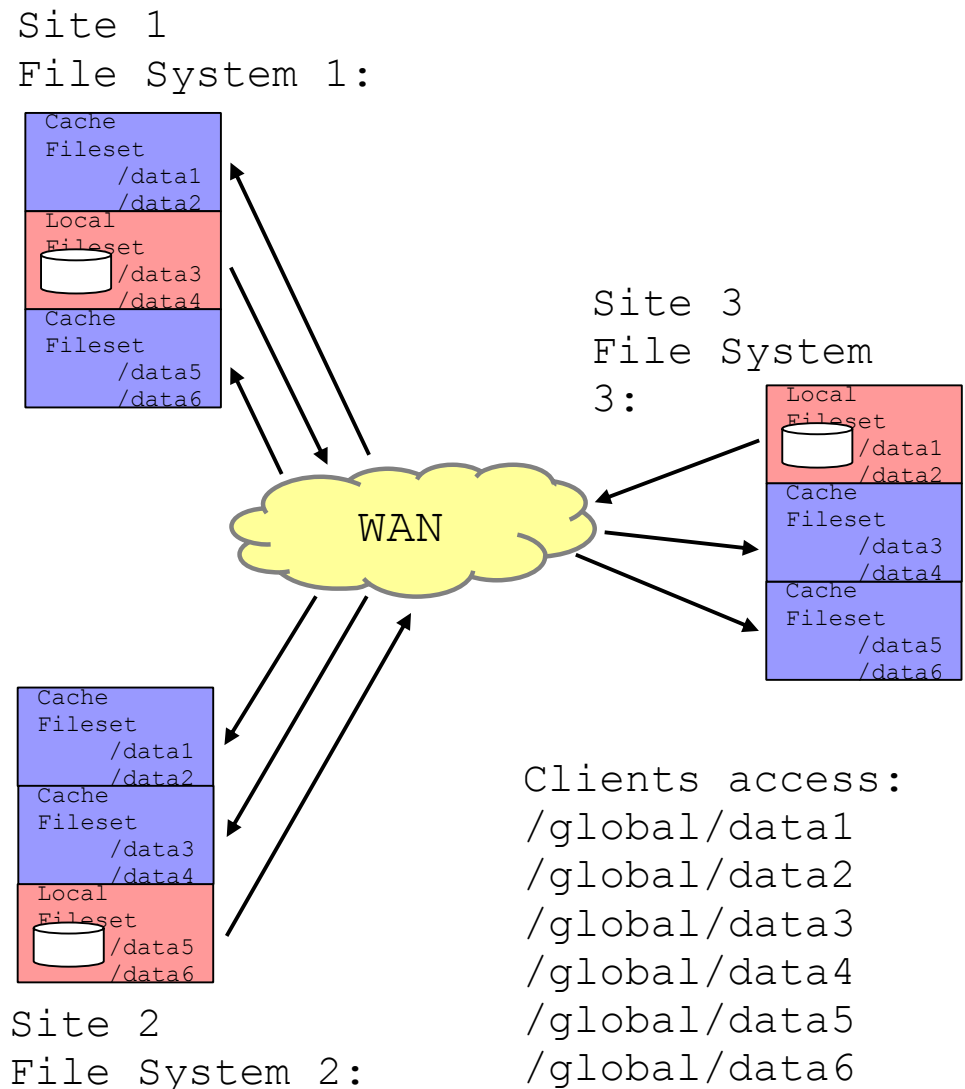 Site 1
File System 1:
Cache
Fileset
/data1
/data2
Local
Fileset
/data3
/data4
Cache
Fileset
/data5
/data6
Site 3
File System
3:
Local
Fileset
/data1
/data2
Cache
Fileset
/data3
/data4
Cache
Fileset
/data5
/data6
WAN
Cache
Fileset
/data1
/data2
Cache
Fileset
/data3
/data4
Local
Fileset
/data5
/data6
Site 2
File System 2:
Clients access:
/global/data1
/global/data2
/global/data3
/global/data4
/global/data5
/global/data6